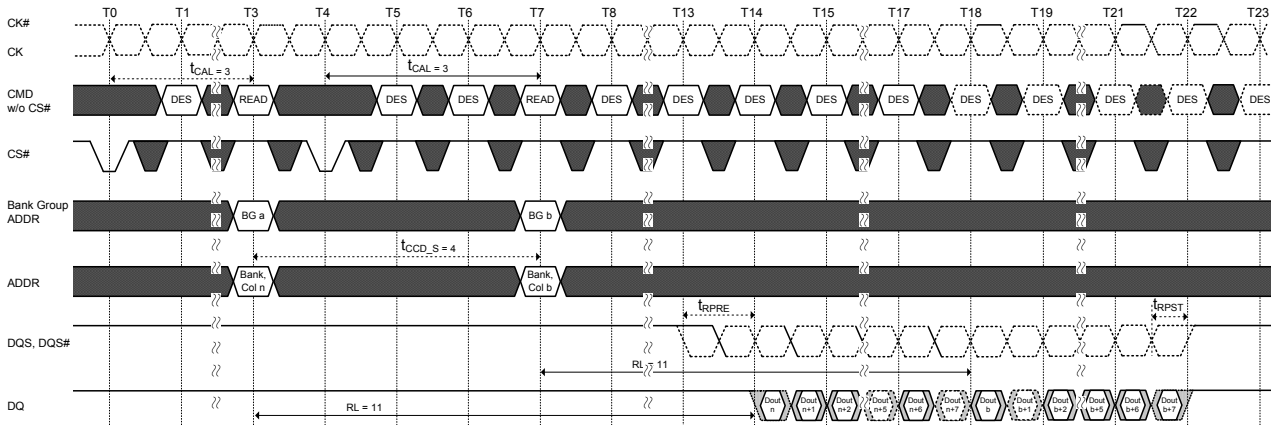 T0 T1 T3 T4 T5 T6 T7 T8 T13 T14 T15 T17 T18 T19 T21 T22 T23
CK#
CK
tCAL = 3 tCAL = 3
CMD w/o CS# DES READ DES DES READ DES DES DES DES DES DES DES DES DES DES
CS#
Bank Group ADDR BG a BG b
tCCD_S = 4
ADDR Bank, Col n Bank, Col b
tRPRE tRPST
DQS, DQS#
RL = 11
DQ RL = 11 Dout n Dout n+1 Dout n+2 Dout n+5 Dout n+6 Dout n+7 Dout b Dout b+1 Dout b+2 Dout b+5 Dout b+6 Dout b+7